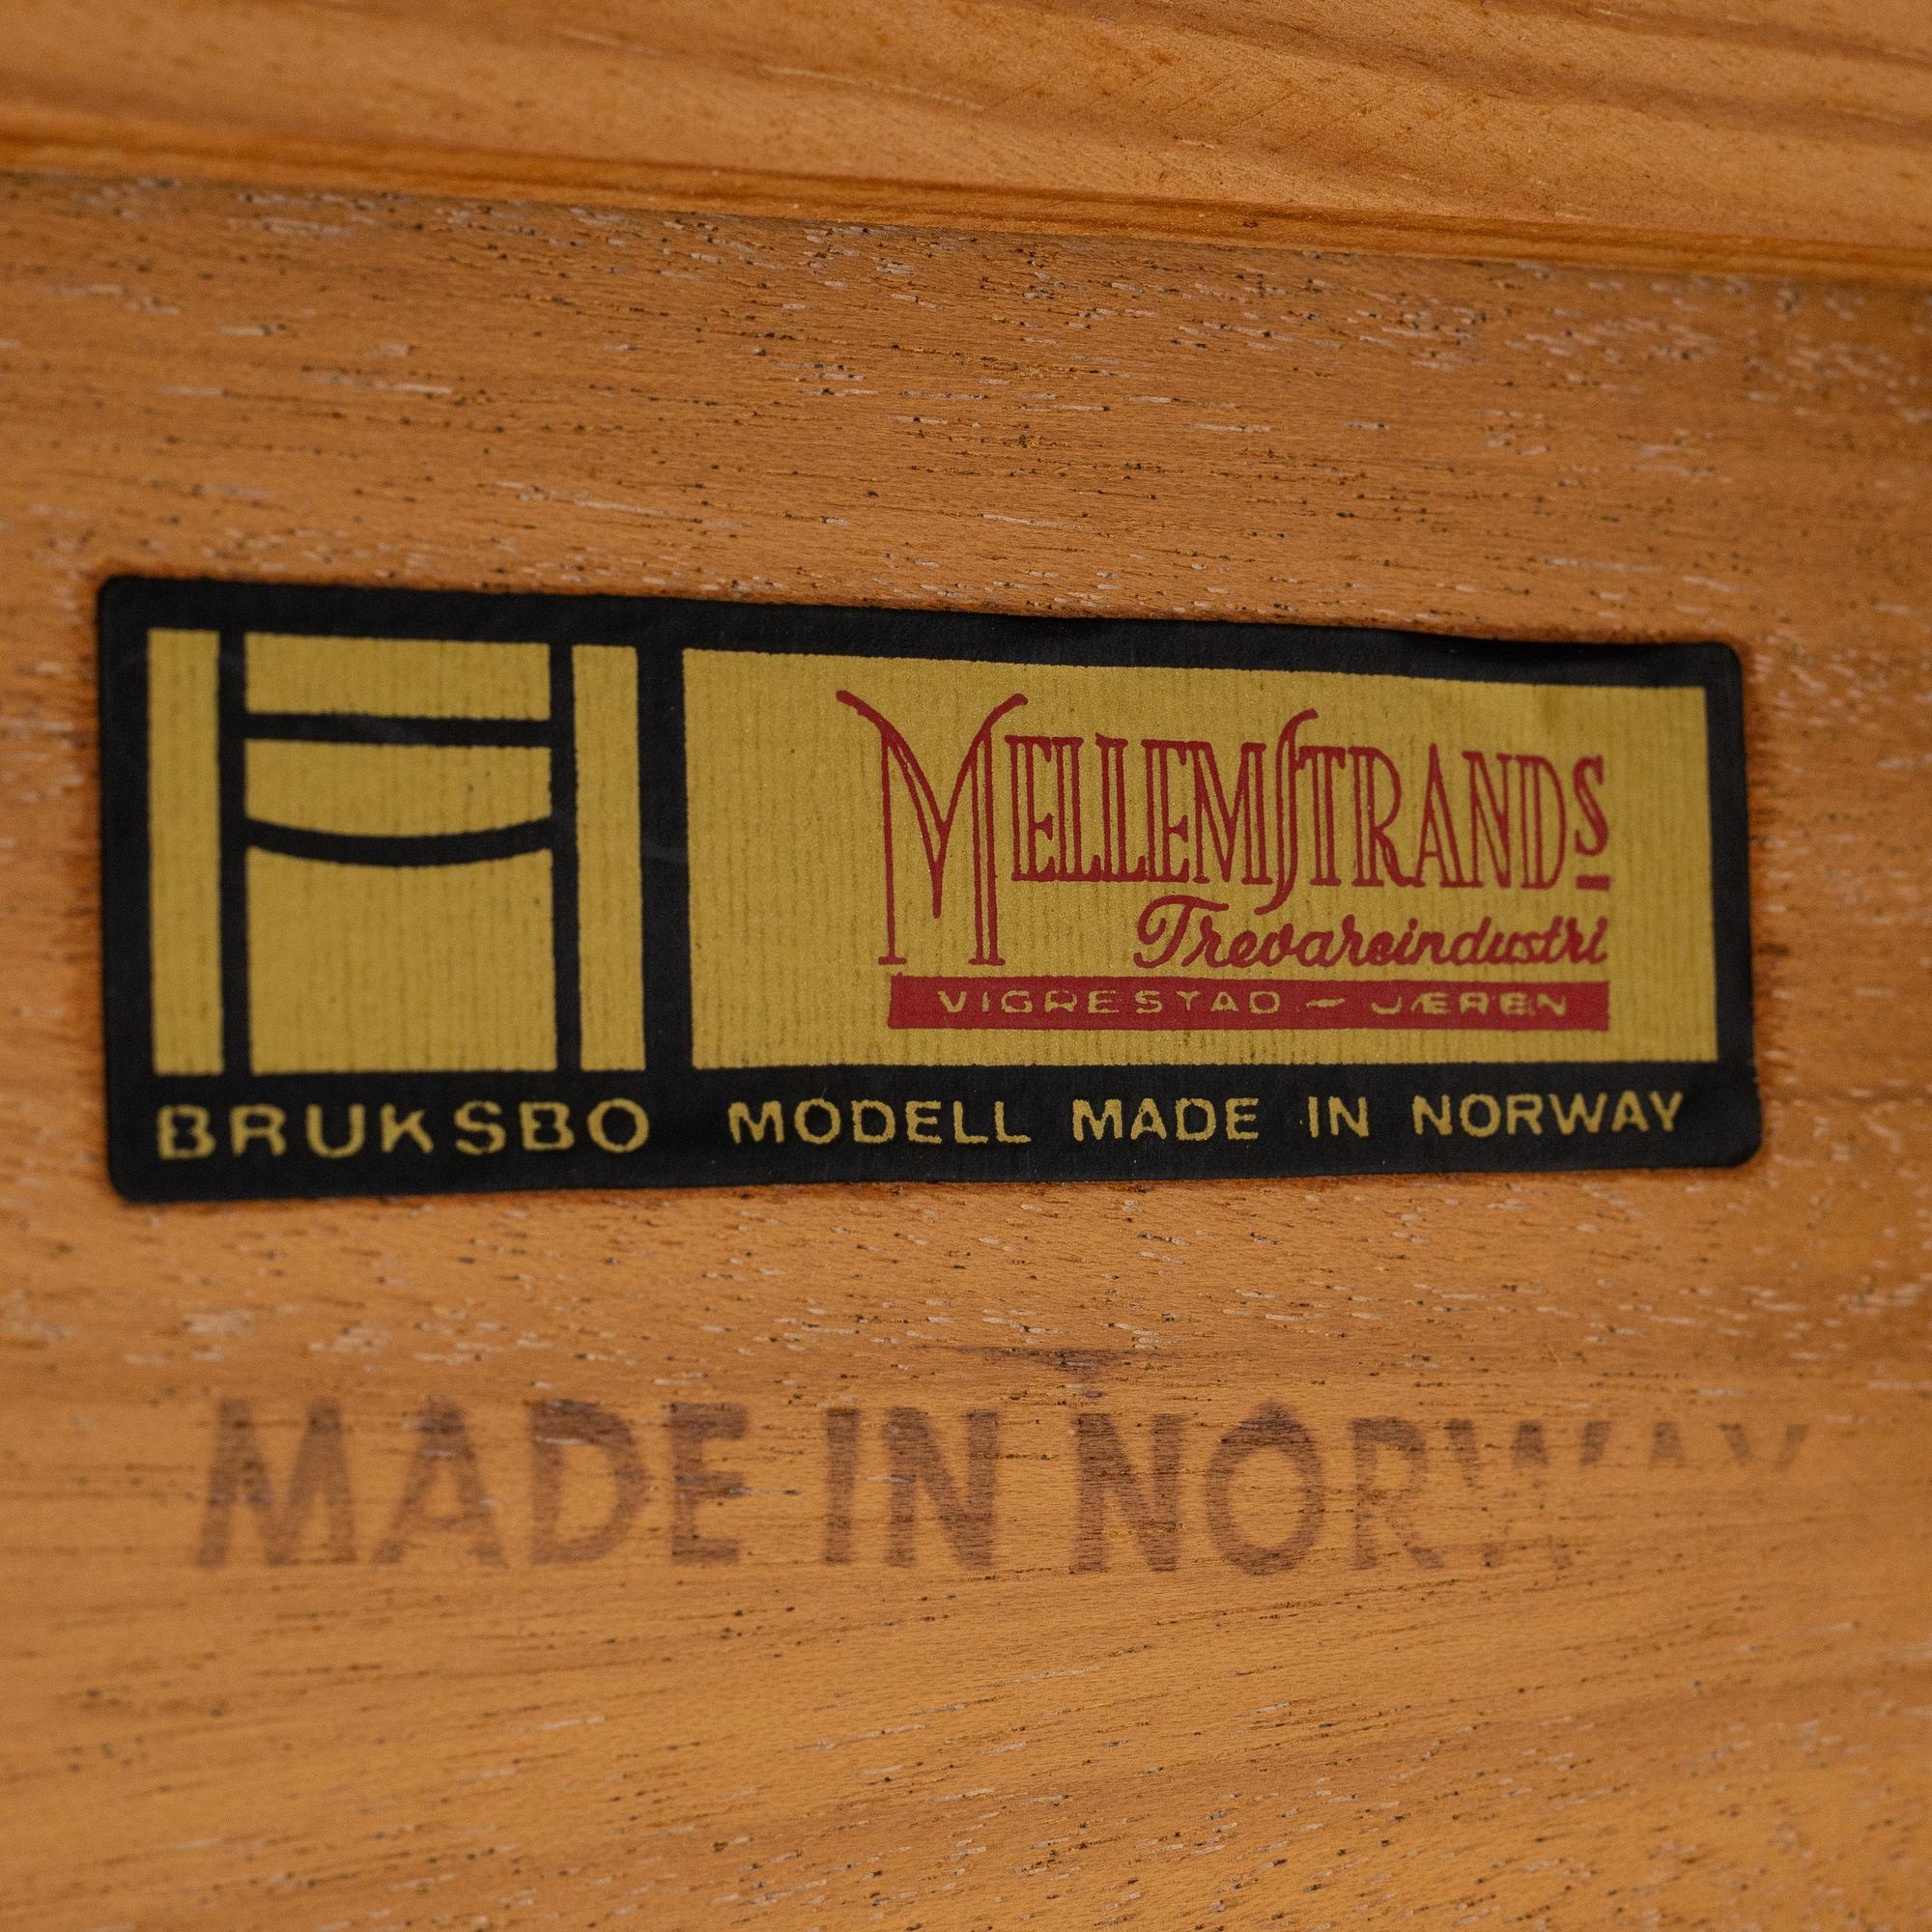 MELLEMSTRANDS
Trevareindustri
VIGRESTAD - JÆREN
BRUKSBO MODELL MADE IN NORWAY
MADE IN NORWAY